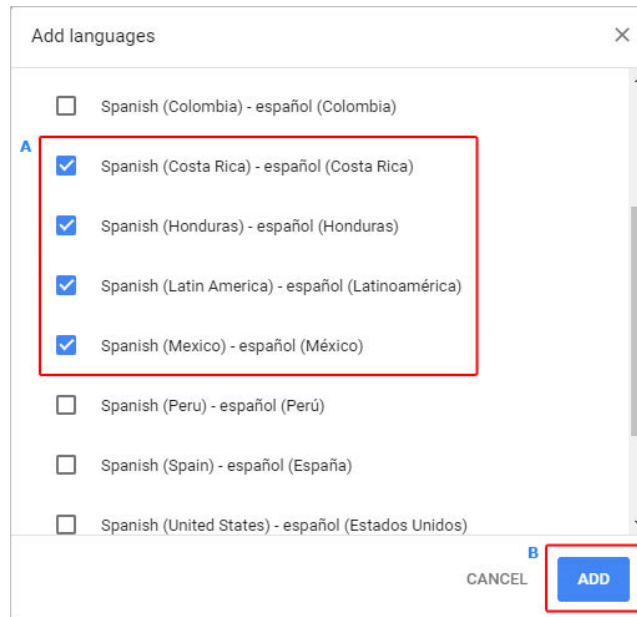 Add languages
Spanish (Colombia) - español (Colombia)
A
Spanish (Costa Rica) - español (Costa Rica)
Spanish (Honduras) - español (Honduras)
Spanish (Latin America) - español (Latinoamérica)
Spanish (Mexico) - español (México)
Spanish (Peru) - español (Perú)
Spanish (Spain) - español (España)
Spanish (United States) - español (Estados Unidos)
B
CANCEL ADD